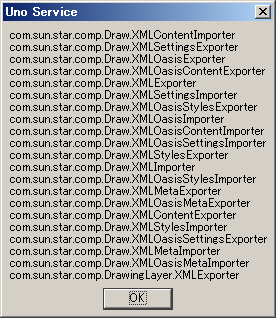 Uno Service
com.sun.star.comp.Draw.XMLContentImporter
com.sun.star.comp.Draw.XMLSettingsExporter
com.sun.star.comp.Draw.XMLOasisExporter
com.sun.star.comp.Draw.XMLOasisContentExporter
com.sun.star.comp.Draw.XMLExporter
com.sun.star.comp.Draw.XMLSettingsImporter
com.sun.star.comp.Draw.XMLOasisStylesExporter
com.sun.star.comp.Draw.XMLOasisImporter
com.sun.star.comp.Draw.XMLOasisContentImporter
com.sun.star.comp.Draw.XMLOasisSettingsImporter
com.sun.star.comp.Draw.XMLStylesExporter
com.sun.star.comp.Draw.XMLImporter
com.sun.star.comp.Draw.XMLOasisStylesImporter
com.sun.star.comp.Draw.XMLMetaExporter
com.sun.star.comp.Draw.XMLOasisMetaExporter
com.sun.star.comp.Draw.XMLContentExporter
com.sun.star.comp.Draw.XMLStylesImporter
com.sun.star.comp.Draw.XMLOasisSettingsExporter
com.sun.star.comp.Draw.XMLMetaImporter
com.sun.star.comp.Draw.XMLOasisMetaImporter
com.sun.star.comp.DrawingLayer.XMLExporter
OK